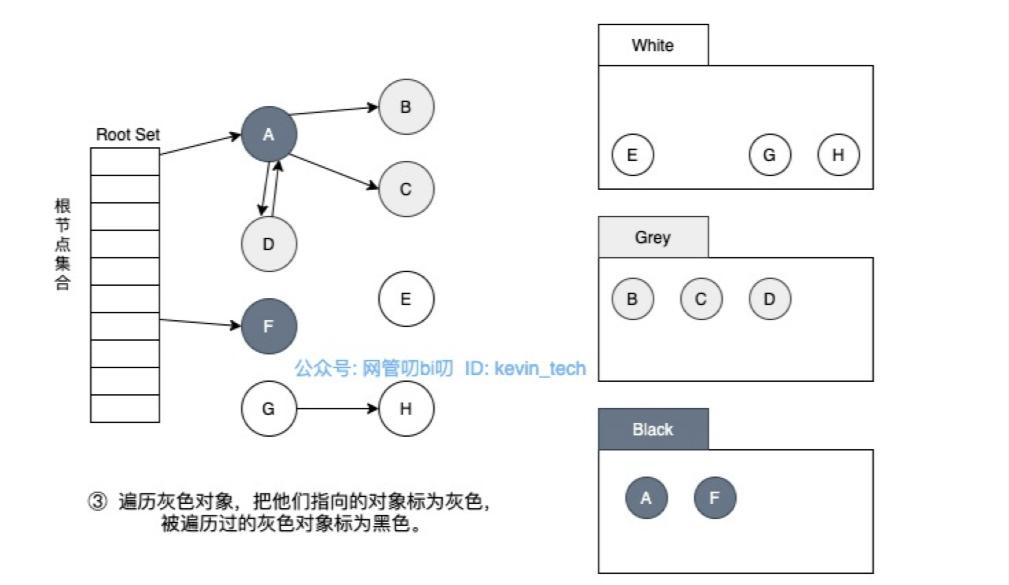 Root Set
根节点集合
A
B
C
D
E
F
G
H
公众号: 网管叨bi叨 ID: kevin_tech
③ 遍历灰色对象，把他们指向的对象标为灰色，
被遍历过的灰色对象标为黑色。
White
E
G
H
Grey
B
C
D
Black
A
F